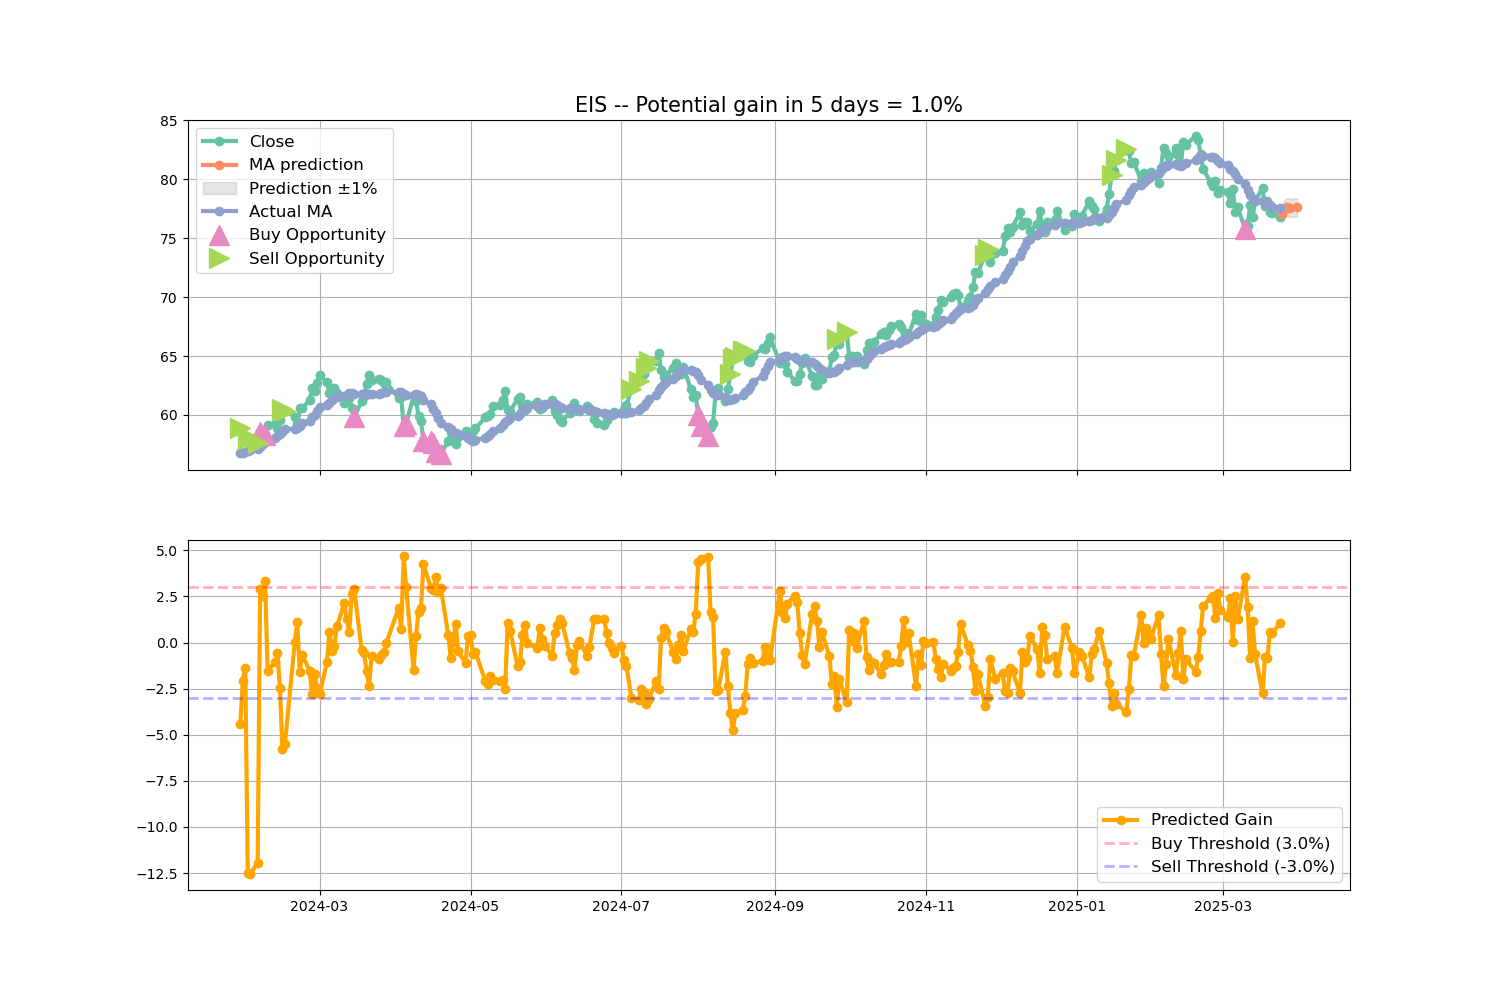 EIS -- Potential gain in 5 days = 1.0%
85
80
75
70
65
60
Close
MA prediction
Prediction ±1%
Actual MA
Buy Opportunity
Sell Opportunity
5.0
2.5
0.0
−2.5
−5.0
−7.5
−10.0
−12.5
Predicted Gain
Buy Threshold (3.0%)
Sell Threshold (-3.0%)
2024-03
2024-05
2024-07
2024-09
2024-11
2025-01
2025-03